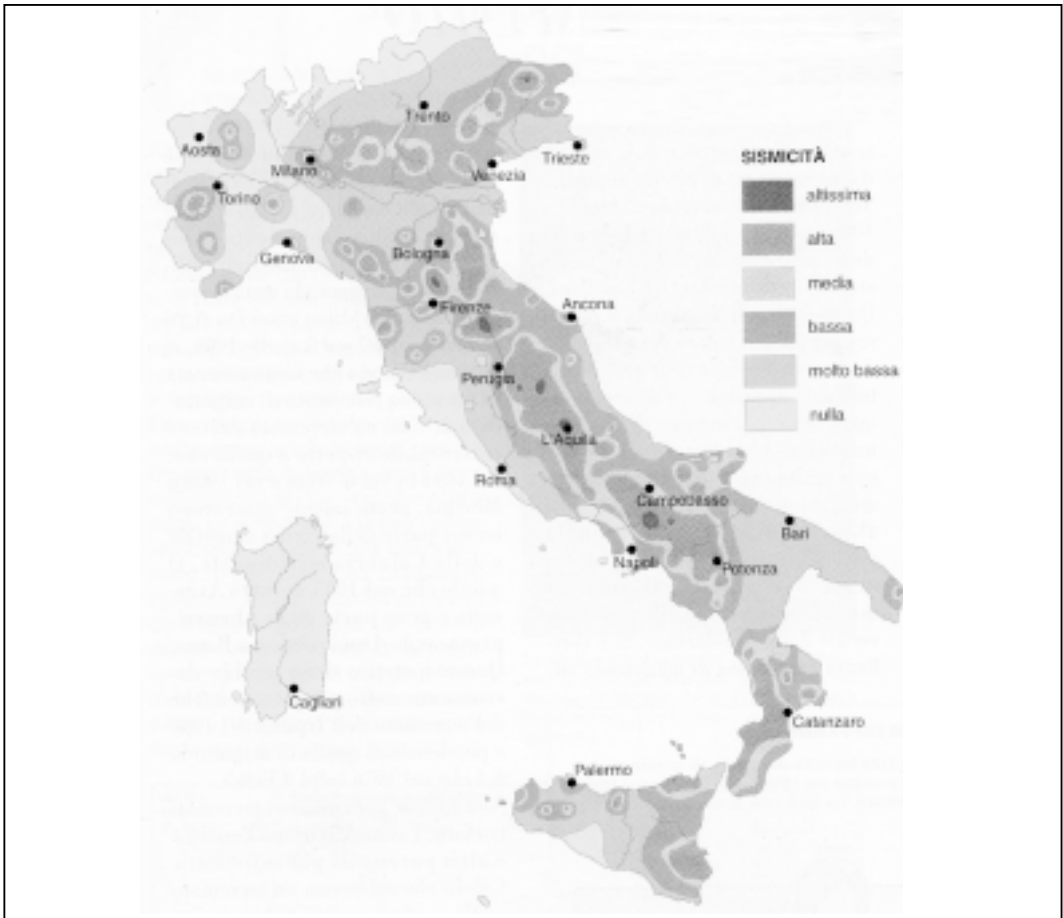 Trento
Aosta
Milano
Venezia
Trieste
Torino
Genova
Bologna
Firenze
Ancona
Perugia
L'Aquila
Roma
Campobasso
Napoli
Potenza
Bari
Cagliari
Catanzaro
Palermo
SISMICITÀ
altissima
alta
media
bassa
molto bassa
nulla